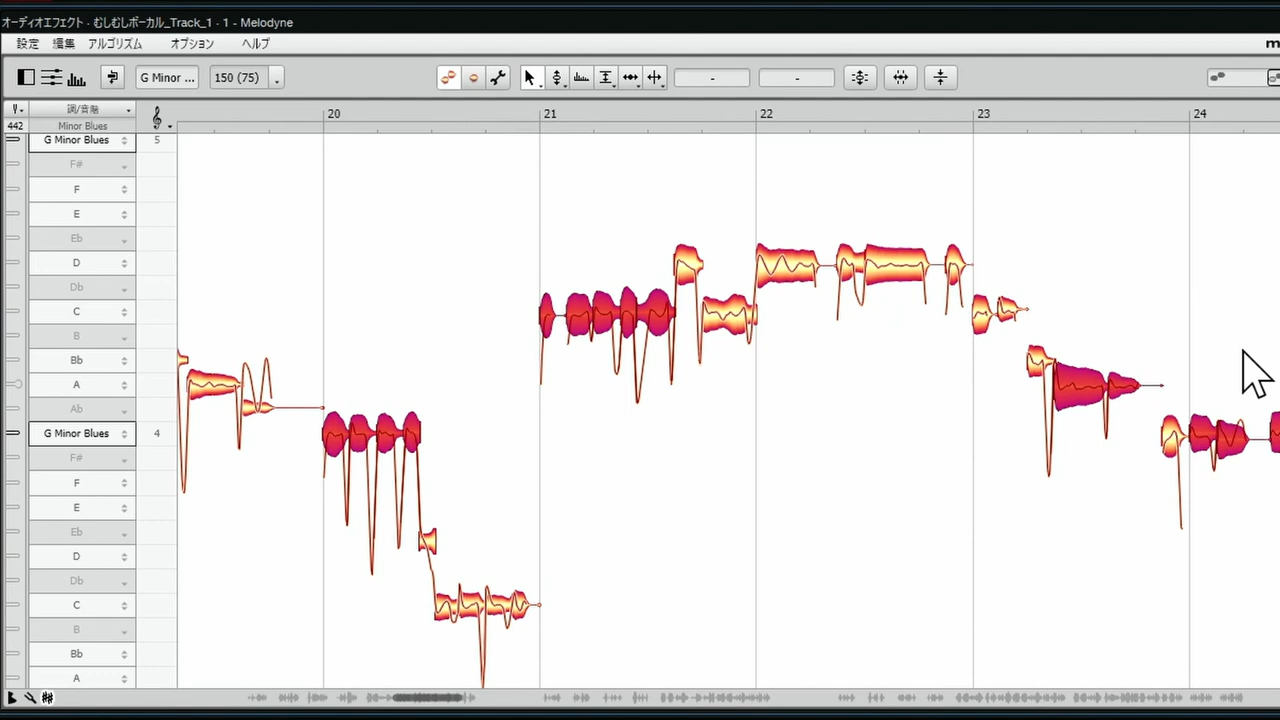 オーディオエフェクト - むしむしボーカル_Track_1 - 1 - Melodyne
設定 編集 アルゴリズム オプション ヘルプ
G Minor ... 150 (75) - -
調/音階 20 21 22 23 24
442 Minor Blues
G Minor Blues 5
F#
F
E
Eb
D
Db
C
B
Bb
A
Ab
G Minor Blues 4
F#
F
E
Eb
D
Db
C
B
Bb
A